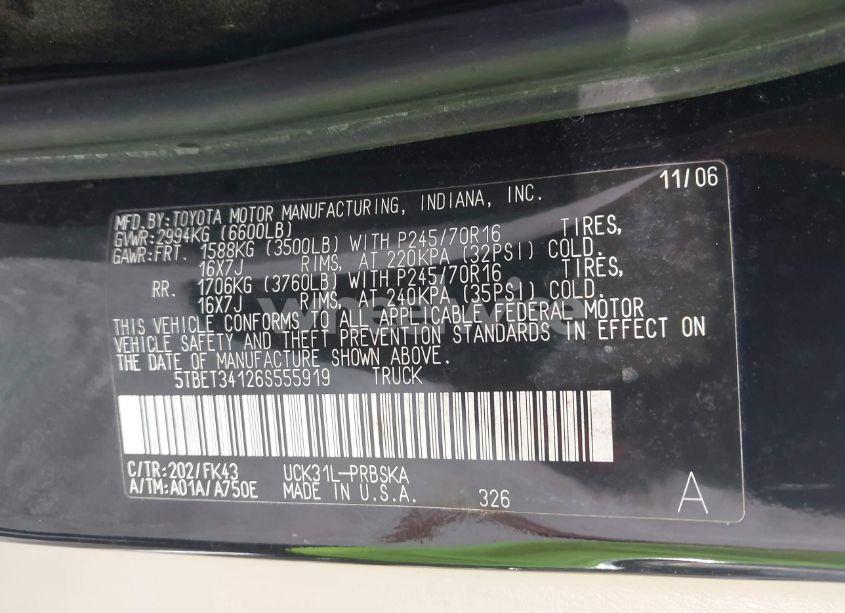 11/06
MFD.BY:TOYOTA MOTOR MANUFACTURING, INDIANA, INC.
GVWR:2994KG (6600LB)
GAWR:FRT. 1588KG (3500LB) WITH P245/70R16 TIRES,
16X7J RIMS, AT 220KPA (32PSI) COLD.
RR. 1706KG (3760LB) WITH P245/70R16 TIRES,
16X7J RIMS, AT 240KPA (35PSI) COLD.
THIS VEHICLE CONFORMS TO ALL APPLICABLE FEDERAL MOTOR
VEHICLE SAFETY AND THEFT PREVENTION STANDARDS IN EFFECT ON
THE DATE OF MANUFACTURE SHOWN ABOVE.
5TBET34126S555919 TRUCK
C/TR:202/FK43 UCK31L-PRBSKA
A/TM:A01A/A750E MADE IN U.S.A. 326 A